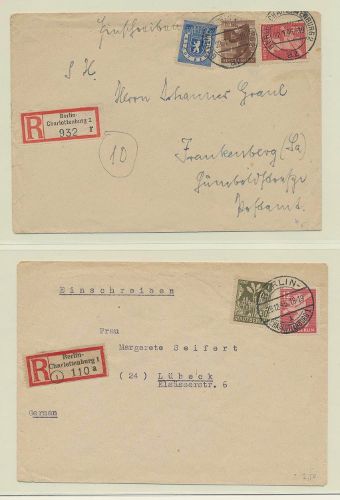 Einschreiben
S H
Herrn Johannes Graul
Berlin-
Charlottenburg 2
932 r
10
Frankenberg (Sa)
Humboldtstraße
Postamt.
Einschreiben
BERLIN-
Frau
Margarete Seifert
Berlin-
Charlottenburg 1
110 a
(24) Lübeck
Elsässerstr. 6
German